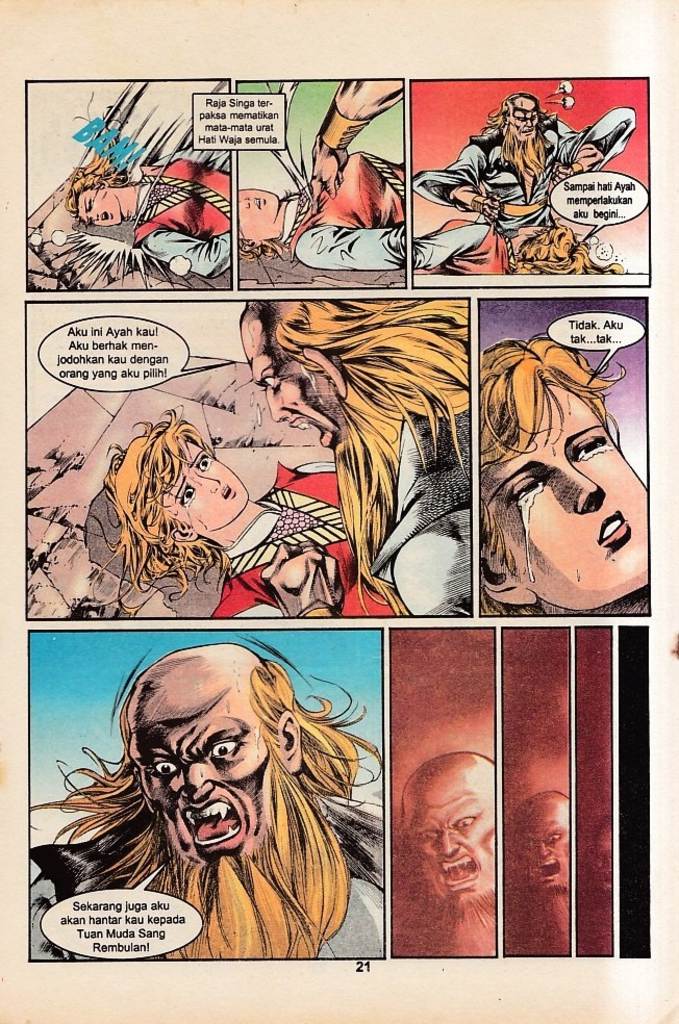 BAM!
Raja Singa ter-
paksa mematikan
mata-mata urat
Hati Waja semula.
Sampai hati Ayah
memperlakukan
aku begini...
Aku ini Ayah kau!
Aku berhak men-
jodohkan kau dengan
orang yang aku pilih!
Tidak. Aku
tak...tak...
Sekarang juga aku
akan hantar kau kepada
Tuan Muda Sang
Rembulan!
21